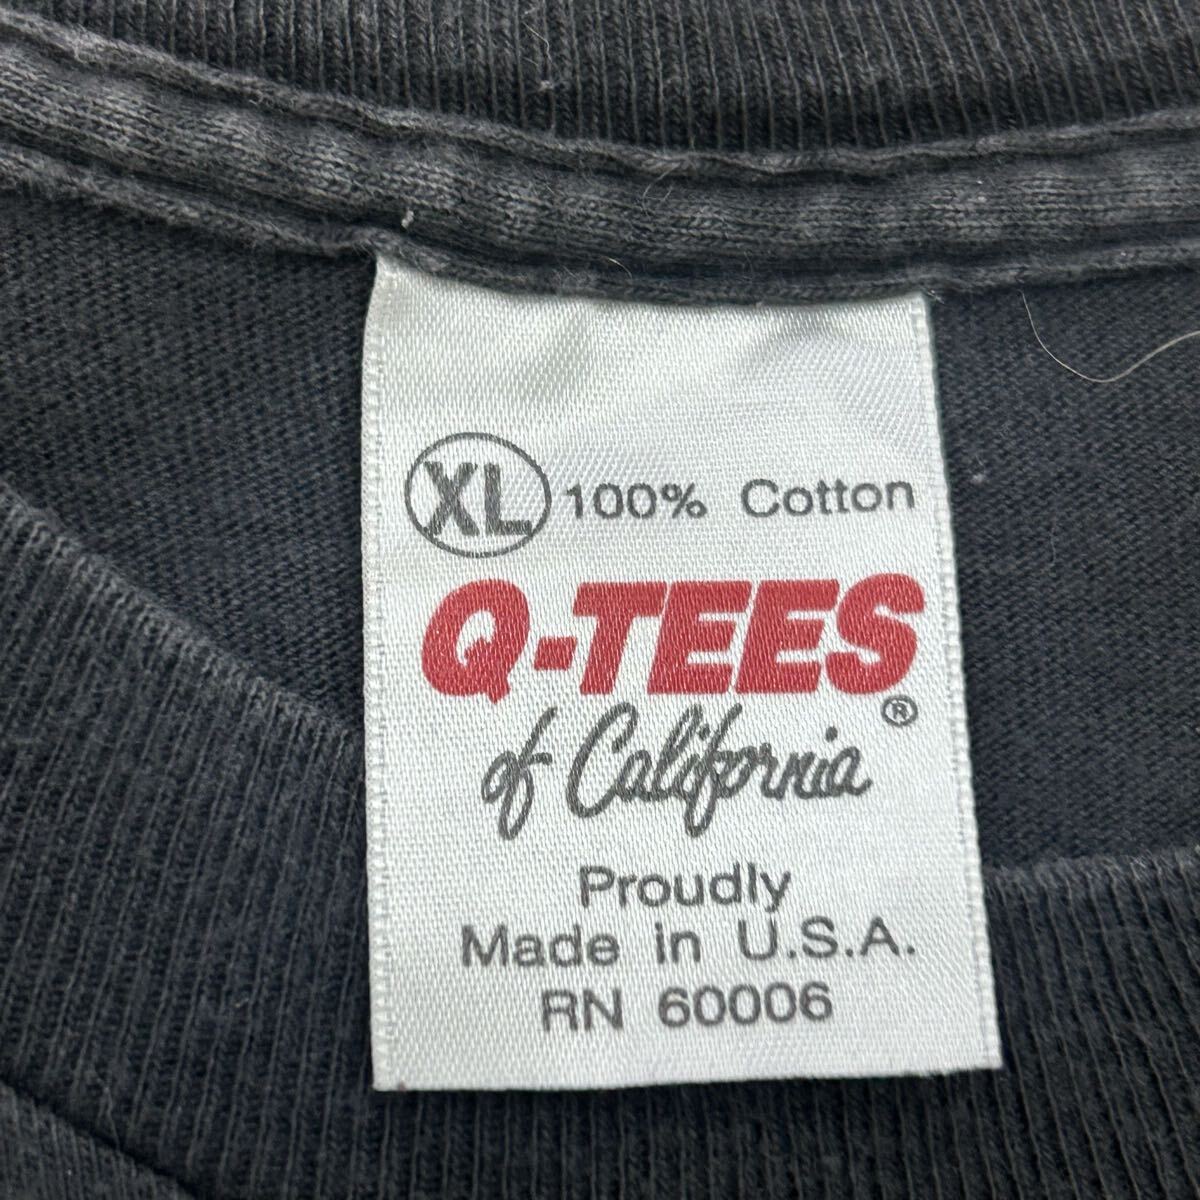 XL 100% Cotton
Q-TEES
®
of California
Proudly
Made in U.S.A.
RN 60006